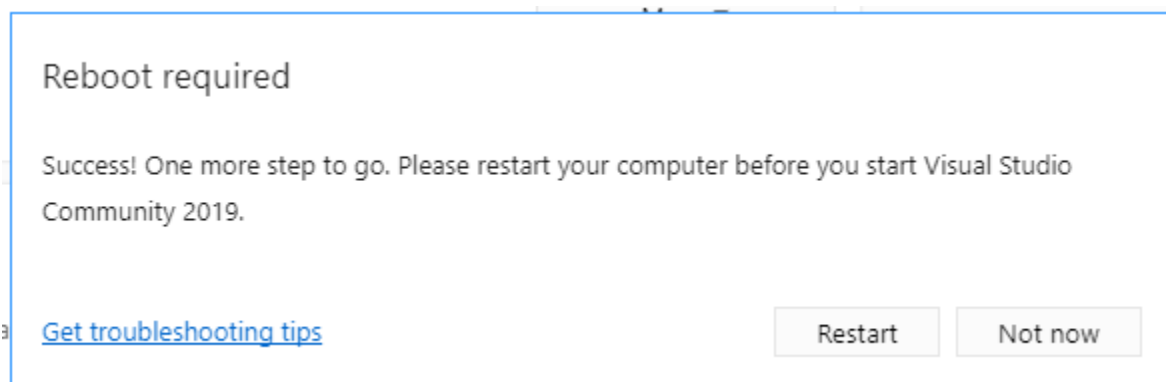 Reboot required
Success! One more step to go. Please restart your computer before you start Visual Studio
Community 2019.
Get troubleshooting tips
Restart
Not now